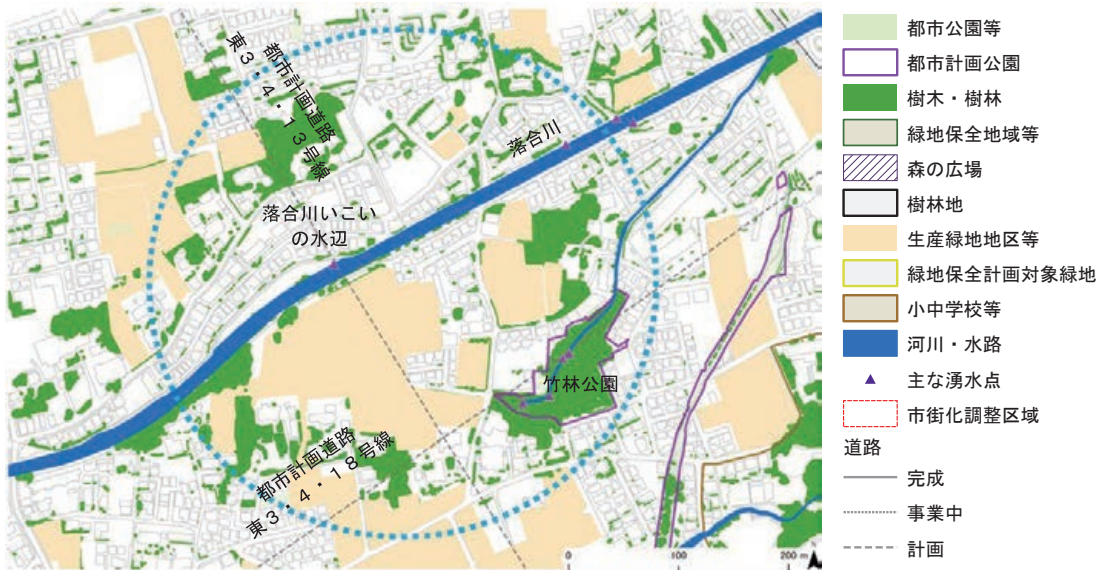 都市計画道路
東3・4・13号線
落合川
落合川いこい
の水辺
竹林公園
都市計画道路
東3・4・18号線
0 100 200 m
都市公園等
都市計画公園
樹木・樹林
緑地保全地域等
森の広場
樹林地
生産緑地地区等
緑地保全計画対象緑地
小中学校等
河川・水路
主な湧水点
市街化調整区域
道路
完成
事業中
計画